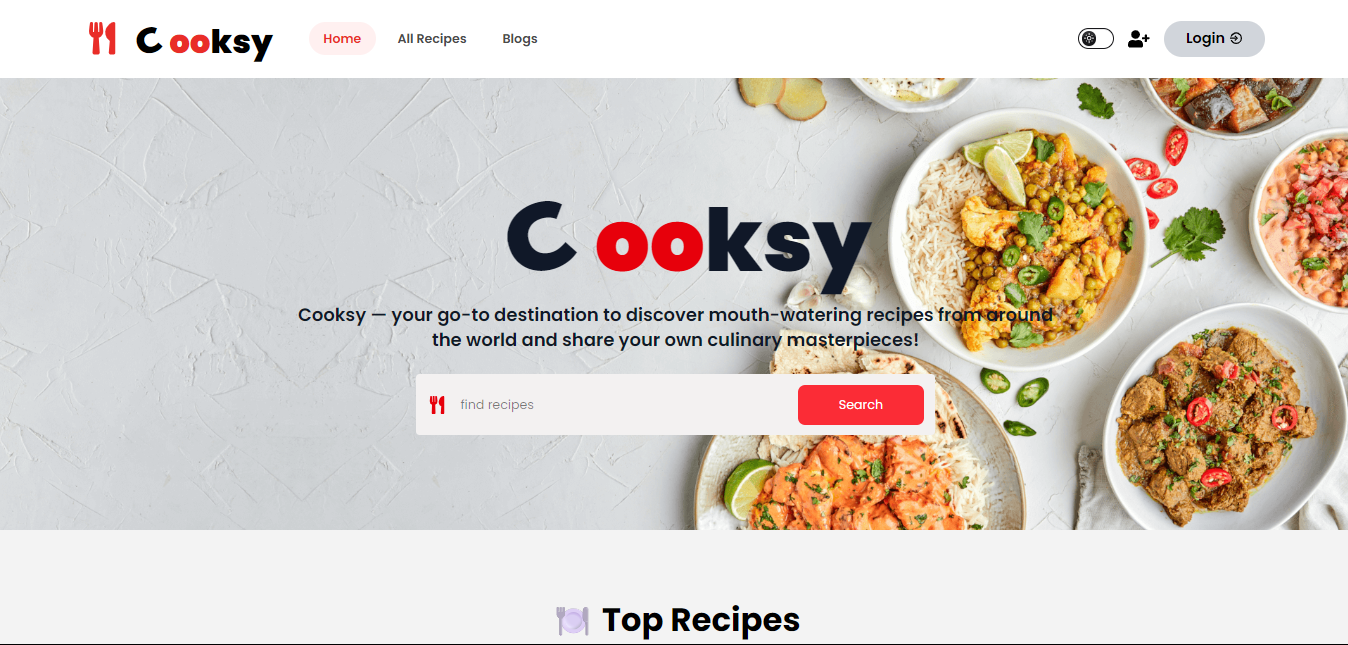 C ooksy
Home
All Recipes
Blogs
Login
C ooksy
Cooksy — your go-to destination to discover mouth-watering recipes from around
the world and share your own culinary masterpieces!
find recipes
Search
Top Recipes